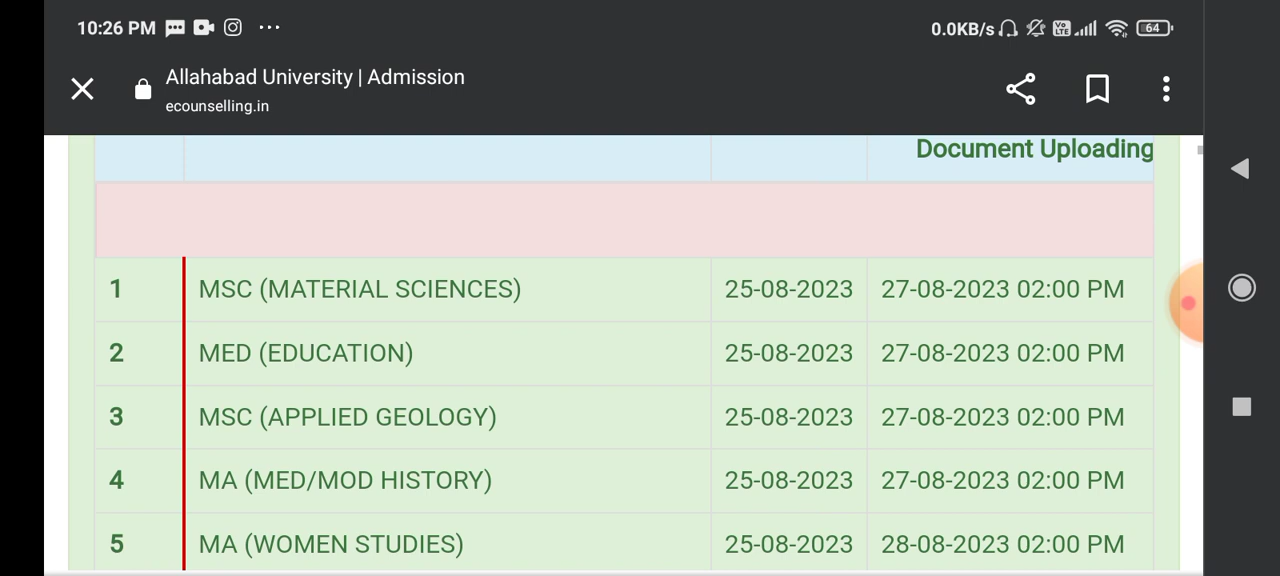 10:26 PM ... 0.0KB/s Vo LTE 64
Allahabad University | Admission
ecounselling.in
Document Uploading
1 MSC (MATERIAL SCIENCES) 25-08-2023 27-08-2023 02:00 PM
2 MED (EDUCATION) 25-08-2023 27-08-2023 02:00 PM
3 MSC (APPLIED GEOLOGY) 25-08-2023 27-08-2023 02:00 PM
4 MA (MED/MOD HISTORY) 25-08-2023 27-08-2023 02:00 PM
5 MA (WOMEN STUDIES) 25-08-2023 28-08-2023 02:00 PM